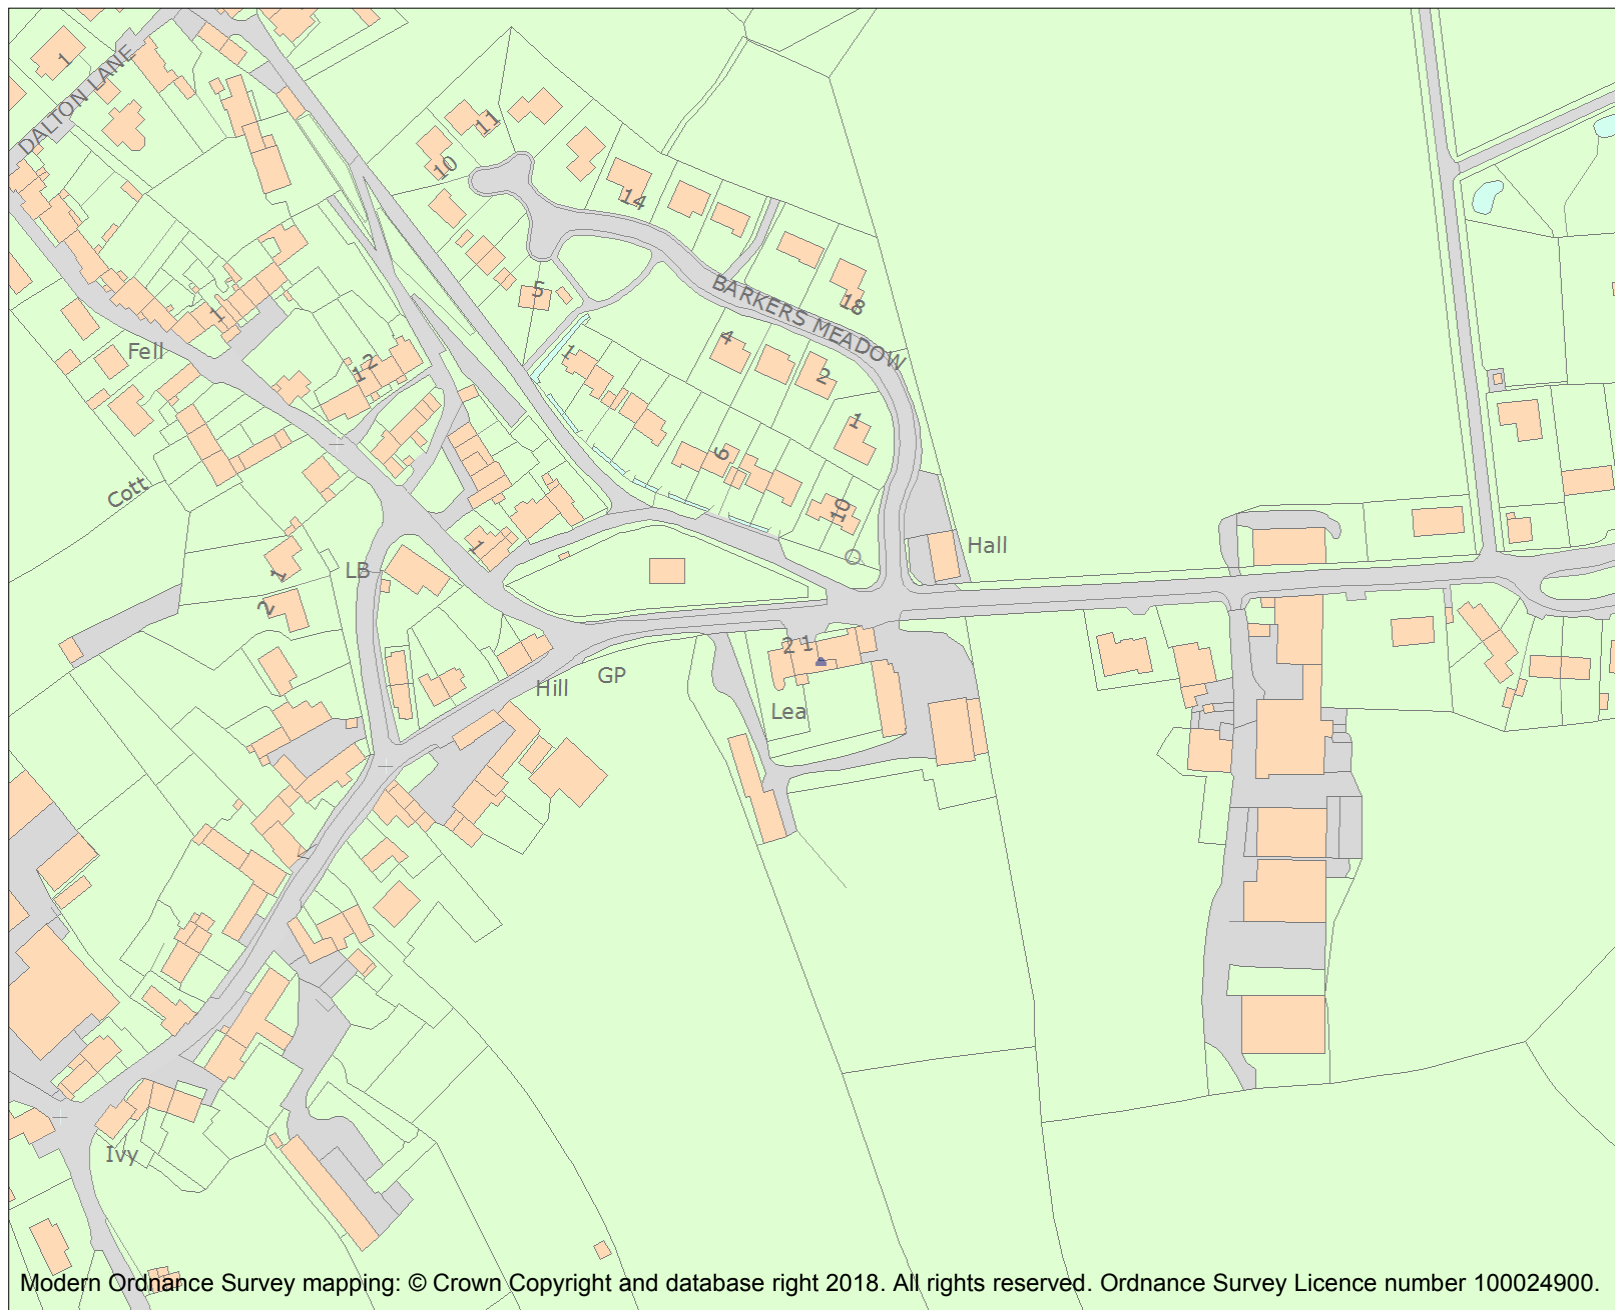 1
DALTON LANE
11
10
14
5
18
BARKERS MEADOW
1
Fell
12
1
4
2
1
6
10
Cott
1
LB
1
2
Hall
2 1
Hill
GP
Lea
Ivy
Modern Ordnance Survey mapping: © Crown Copyright and database right 2018. All rights reserved. Ordnance Survey Licence number 100024900.